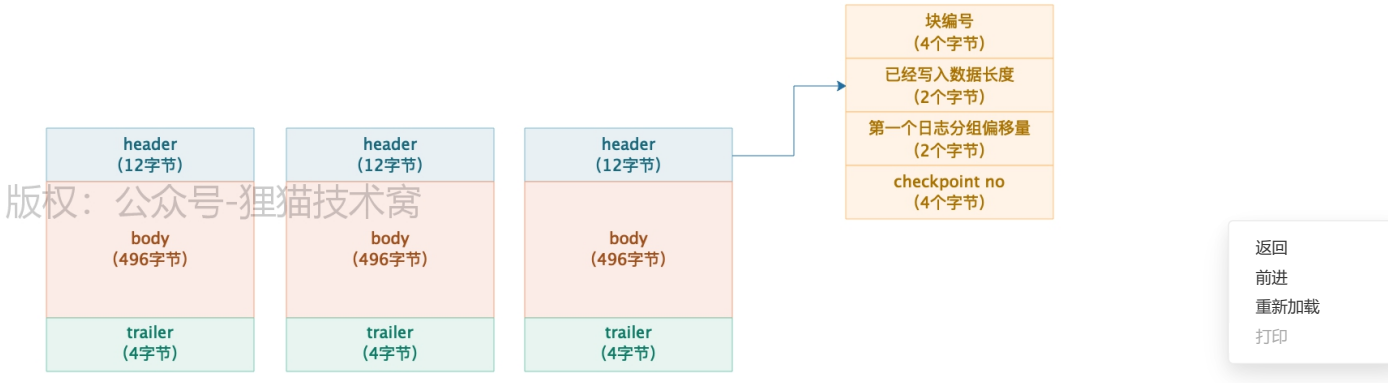 块编号
(4个字节)
已经写入数据长度
(2个字节)
第一个日志分组偏移量
(2个字节)
checkpoint no
(4个字节)
header
(12字节)
header
(12字节)
header
(12字节)
版权：公众号-狸猫技术窝
body
(496字节)
body
(496字节)
body
(496字节)
trailer
(4字节)
trailer
(4字节)
trailer
(4字节)
返回
前进
重新加载
打印